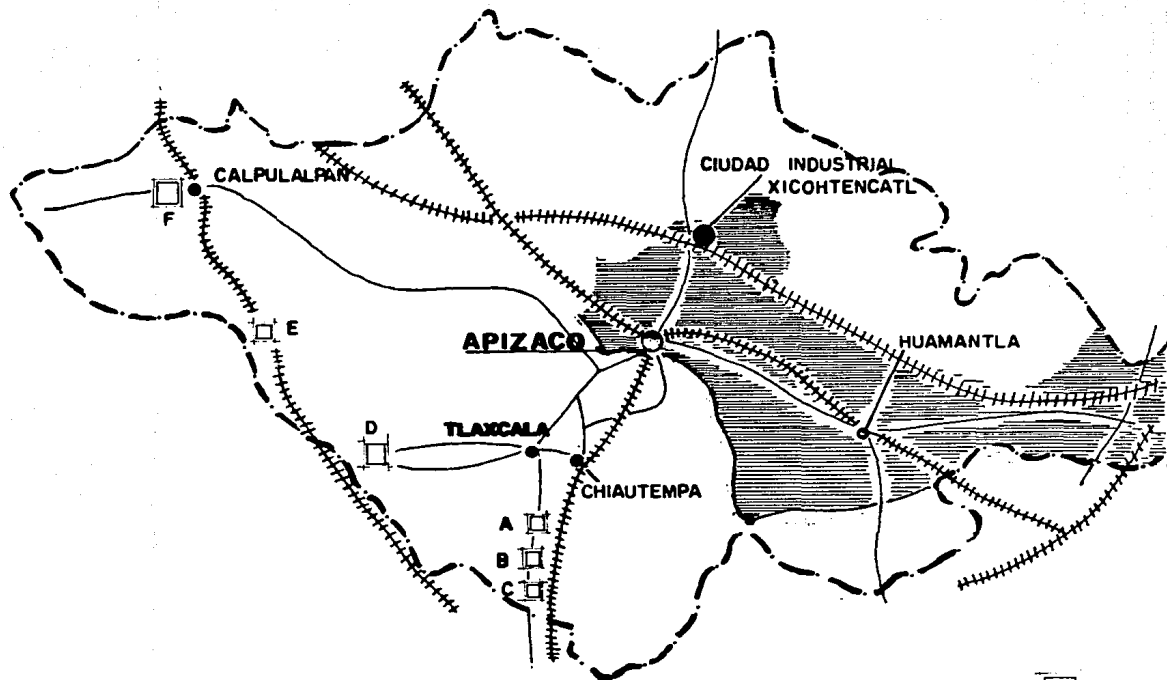 CIUDAD INDUSTRIAL
XICOHTENCATL
CALPULALPAN
F
E
APIZACO
HUAMANTLA
D
TLAXCALA
CHIAUTEMPA
A
B
C